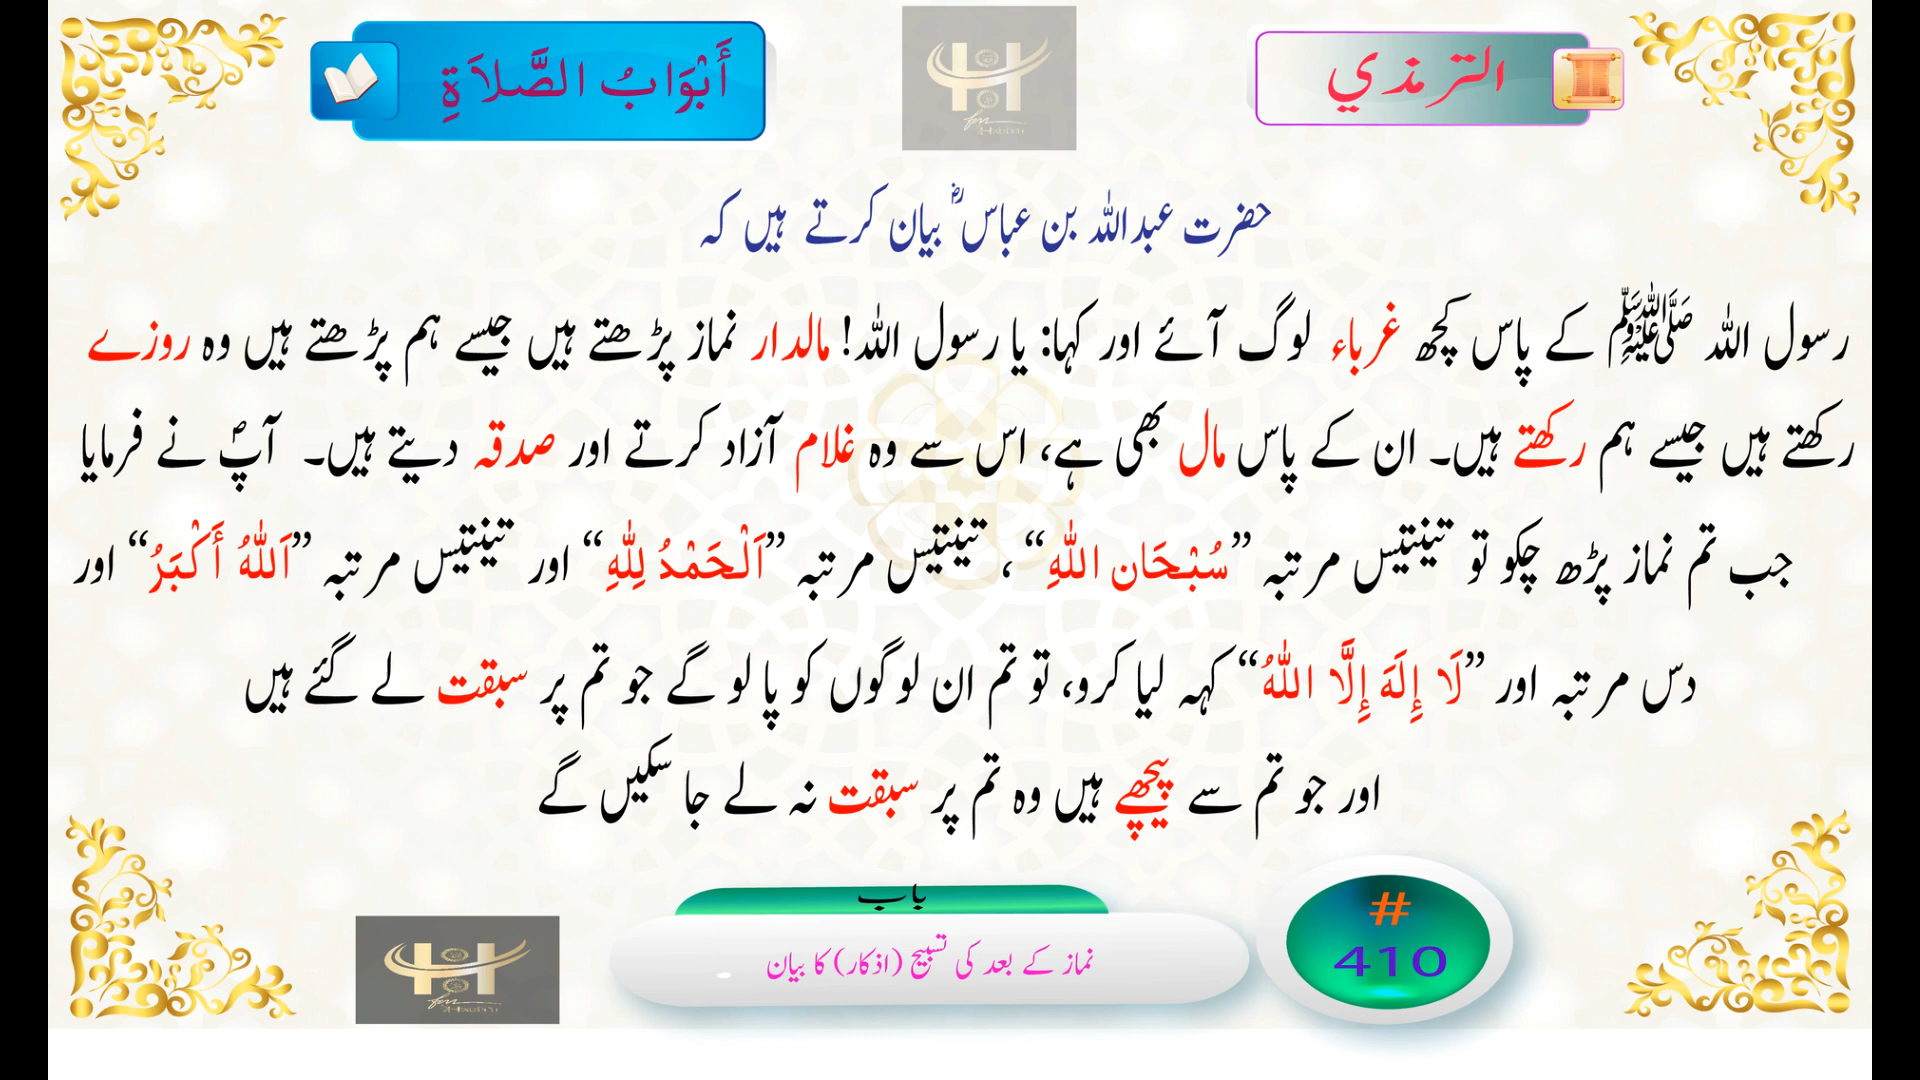 الترمذي
أَبْوَابُ الصَّلاَةِ
حضرت عبداللہ بن عباسؓ بیان کرتے ہیں کہ
رسول اللہ ﷺ کے پاس کچھ غرباء لوگ آئے اور کہا: یا رسول اللہ! مالدار نماز پڑھتے ہیں جیسے ہم پڑھتے ہیں وہ روزے
رکھتے ہیں جیسے ہم رکھتے ہیں۔ ان کے پاس مال بھی ہے، اس سے وہ غلام آزاد کرتے اور صدقہ دیتے ہیں۔ آپؐ نے فرمایا
جب تم نماز پڑھ چکو تو تینتیس مرتبہ ”سُبْحَان اللهِ“ ، تینتیس مرتبہ ”اَلْحَمْدُ لِلّٰهِ“ اور تینتیس مرتبہ ”اَللهُ أَكْبَرُ“ اور
دس مرتبہ اور ”لَا إِلَهَ إِلَّا اللهُ“ کہہ لیا کرو، تو تم ان لوگوں کو پا لو گے جو تم پر سبقت لے گئے ہیں
اور جو تم سے پیچھے ہیں وہ تم پر سبقت نہ لے جا سکیں گے
باب
نماز کے بعد کی تسبیح (اذکار) کا بیان
#
410